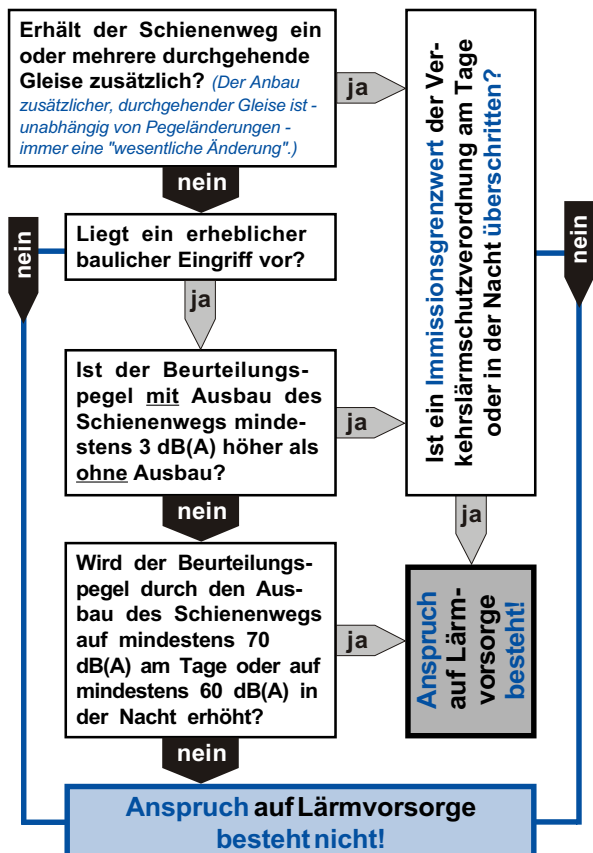 Erhält der Schienenweg ein
oder mehrere durchgehende
Gleise zusätzlich? (Der Anbau
zusätzlicher, durchgehender Gleise ist -
unabhängig von Pegeländerungen -
immer eine "wesentliche Änderung".)
ja
nein
Liegt ein erheblicher
baulicher Eingriff vor?
nein
ja
Ist der Beurteilungs-
pegel mit Ausbau des
Schienenwegs minde-
stens 3 dB(A) höher als
ohne Ausbau?
ja
nein
Wird der Beurteilungs-
pegel durch den Aus-
bau des Schienenwegs
auf mindestens 70
dB(A) am Tage oder auf
mindestens 60 dB(A) in
der Nacht erhöht?
ja
nein
Ist ein Immissionsgrenzwert der Ver-
kehrslärmschutzverordnung am Tage
oder in der Nacht überschritten?
nein
ja
Anspruch
auf Lärm-
vorsorge
besteht!
Anspruch auf Lärmvorsorge
besteht nicht!